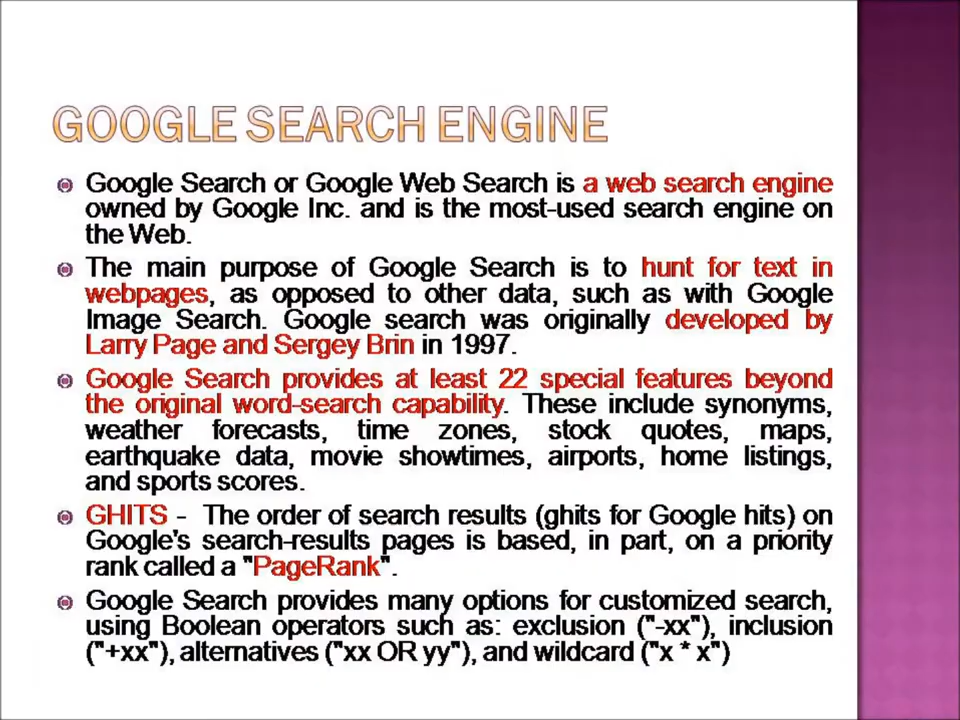 GOOGLE SEARCH ENGINE
Google Search or Google Web Search is a web search engine
owned by Google Inc. and is the most-used search engine on
the Web.
The main purpose of Google Search is to hunt for text in
webpages, as opposed to other data, such as with Google
Image Search. Google search was originally developed by
Larry Page and Sergey Brin in 1997.
Google Search provides at least 22 special features beyond
the original word-search capability. These include synonyms,
weather forecasts, time zones, stock quotes, maps,
earthquake data, movie showtimes, airports, home listings,
and sports scores.
GHITS - The order of search results (ghits for Google hits) on
Google's search-results pages is based, in part, on a priority
rank called a "PageRank".
Google Search provides many options for customized search,
using Boolean operators such as: exclusion ("-xx"), inclusion
("+xx"), alternatives ("xx OR yy"), and wildcard ("x * x")